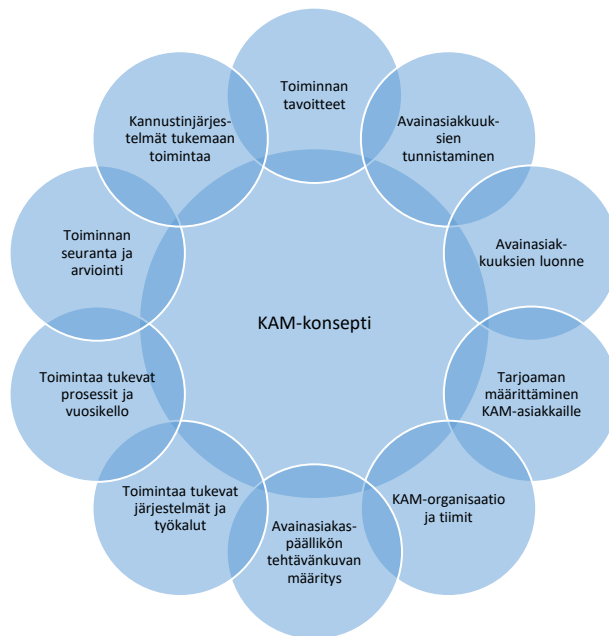 Toiminnan
tavoitteet
Avainasiakkuuk-
sien
tunnistaminen
Avainasiak-
kuuksien luonne
Tarjoaman
määrittäminen
KAM-asiakkaille
KAM-organisaatio
ja tiimit
Avainasiakas-
päällikön
tehtävänkuvan
määritys
Toimintaa tukevat
järjestelmät ja
työkalut
Toimintaa tukevat
prosessit ja
vuosikello
Toiminnan
seuranta ja
arviointi
Kannustinjärjes-
telmät tukemaan
toimintaa
KAM-konsepti